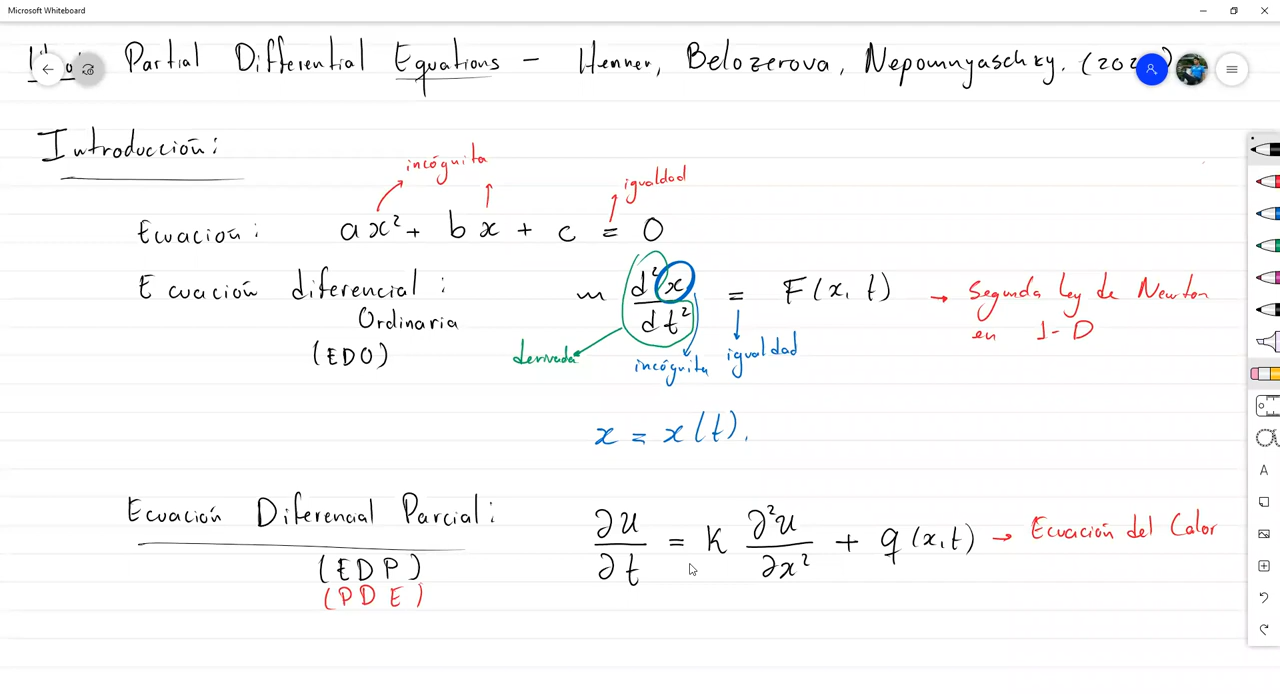 Microsoft Whiteboard
Partial Differential Equations - Henner, Belozerova, Nepomnyaschky.
Introducción:
incógnita
igualdad
Ecuación: ax² + bx + c = 0
Ecuación diferencial: m d²x/dt² = F(x, t) → Segunda Ley de Newton
Ordinaria en 1-D
(EDO)
derivada incógnita igualdad
x = x(t).
Ecuación Diferencial Parcial: ∂u/∂t = K ∂²u/∂x² + q(x,t) → Ecuación del Calor
(EDP)
(PDE)